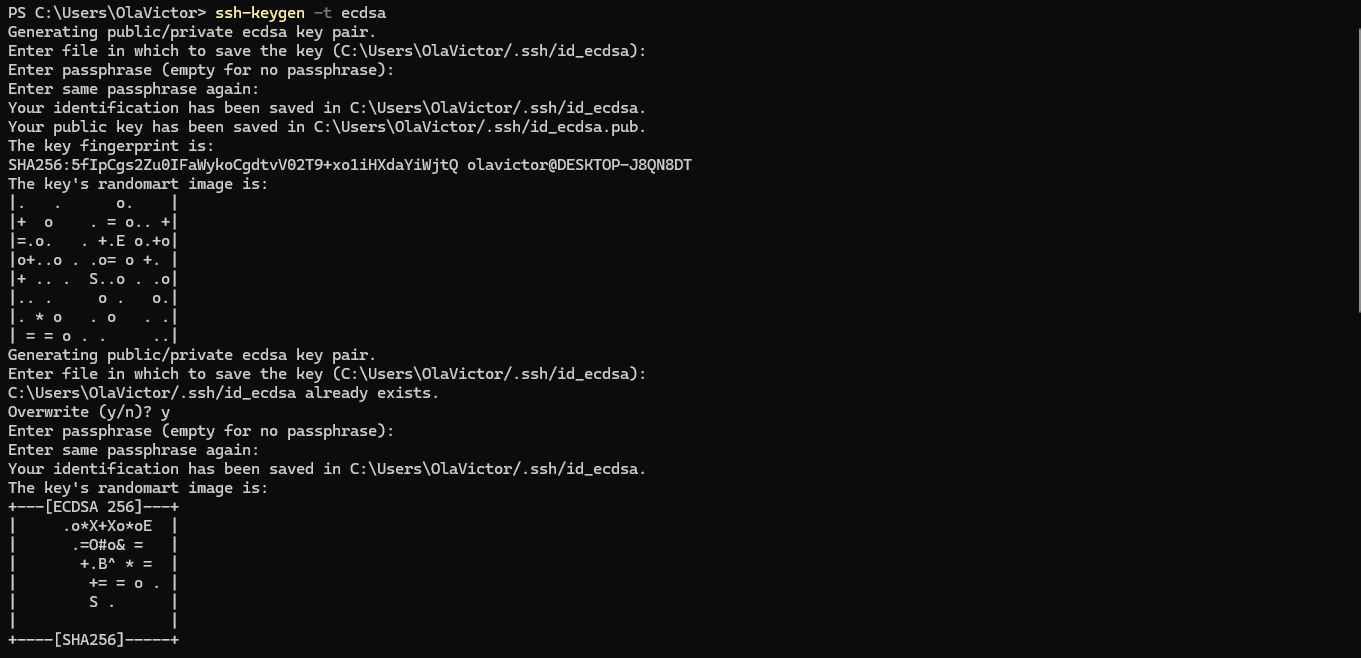 PS C:\Users\OlaVictor> ssh-keygen -t ecdsa
Generating public/private ecdsa key pair.
Enter file in which to save the key (C:\Users\OlaVictor/.ssh/id_ecdsa):
Enter passphrase (empty for no passphrase):
Enter same passphrase again:
Your identification has been saved in C:\Users\OlaVictor/.ssh/id_ecdsa.
Your public key has been saved in C:\Users\OlaVictor/.ssh/id_ecdsa.pub.
The key fingerprint is:
SHA256:5fIpCgs2Zu0IFaWykoCgdtvV02T9+xo1iHXdaYiWjtQ olavictor@DESKTOP-J8QN8DT
The key's randomart image is:
|.   .      o.    |
|+  o    . = o.. +|
|=.o.   . +.E o.+o|
|o+..o . .o= o +. |
|+ .. .  S..o . .o|
|.. .     o .   o.|
|. * o   . o   . .|
| = = o . .     ..|
Generating public/private ecdsa key pair.
Enter file in which to save the key (C:\Users\OlaVictor/.ssh/id_ecdsa):
C:\Users\OlaVictor/.ssh/id_ecdsa already exists.
Overwrite (y/n)? y
Enter passphrase (empty for no passphrase):
Enter same passphrase again:
Your identification has been saved in C:\Users\OlaVictor/.ssh/id_ecdsa.
The key's randomart image is:
+---[ECDSA 256]---+
|     .o*X+Xo*oE  |
|      .=O#o& =   |
|       +.B^ * =  |
|        += = o . |
|        S .      |
|                 |
+----[SHA256]-----+